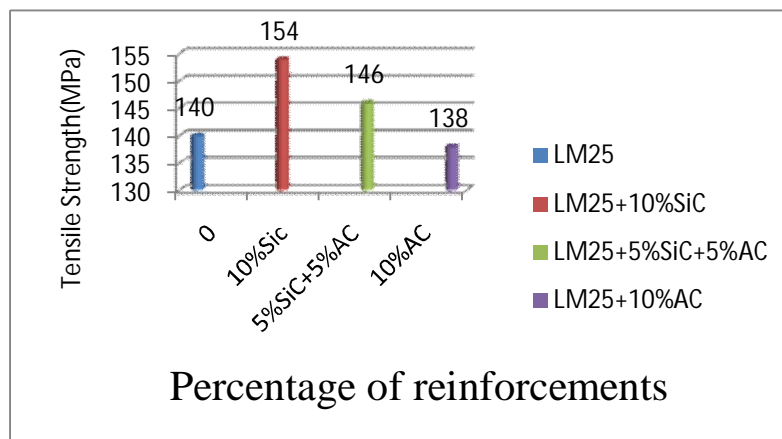 Tensile Strength(MPa)
155
150
145
140
135
130
140
154
146
138
0
10%Sic
5%SiC+5%AC
10%AC
LM25
LM25+10%SiC
LM25+5%SiC+5%AC
LM25+10%AC
Percentage of reinforcements